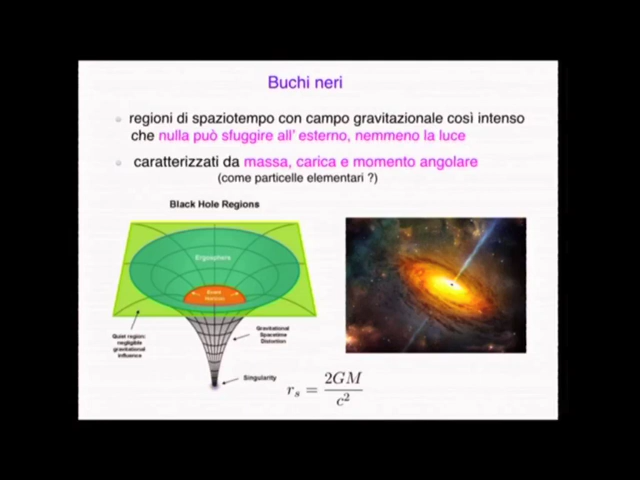 Buchi neri
regioni di spaziotempo con campo gravitazionale così intenso
che nulla può sfuggire all' esterno, nemmeno la luce
caratterizzati da massa, carica e momento angolare
(come particelle elementari ?)
Black Hole Regions
Ergosphere
Event
Horizon
Quiet region:
negligible
gravitational
influence
Gravitational
Spacetime
Distortion
Singularity
r_s = 2GM / c²